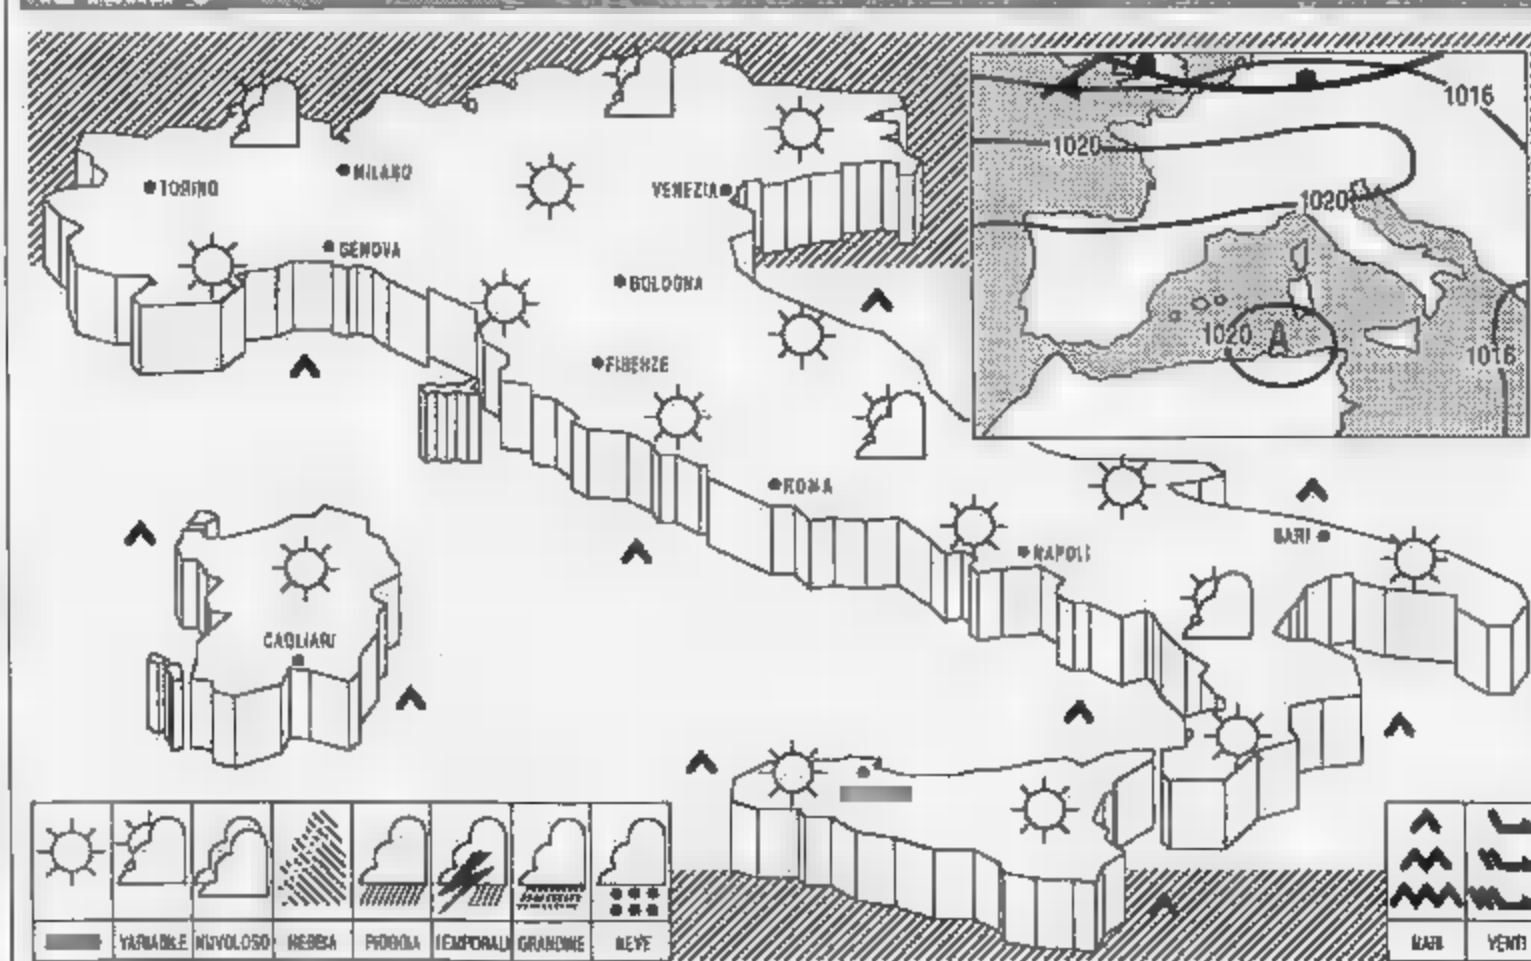 1016
1020
1020
1020
A
1016
TORINO
MILANO
VENEZIA
GENOVA
BOLOGNA
FIRENZE
ROMA
NAPOLI
BARI
CAGLIARI
VARIABILE
NUVOLOSO
NEBBIA
PIOGGIA
TEMPORALI
GRANDINE
NEVE
MARI
VENTI